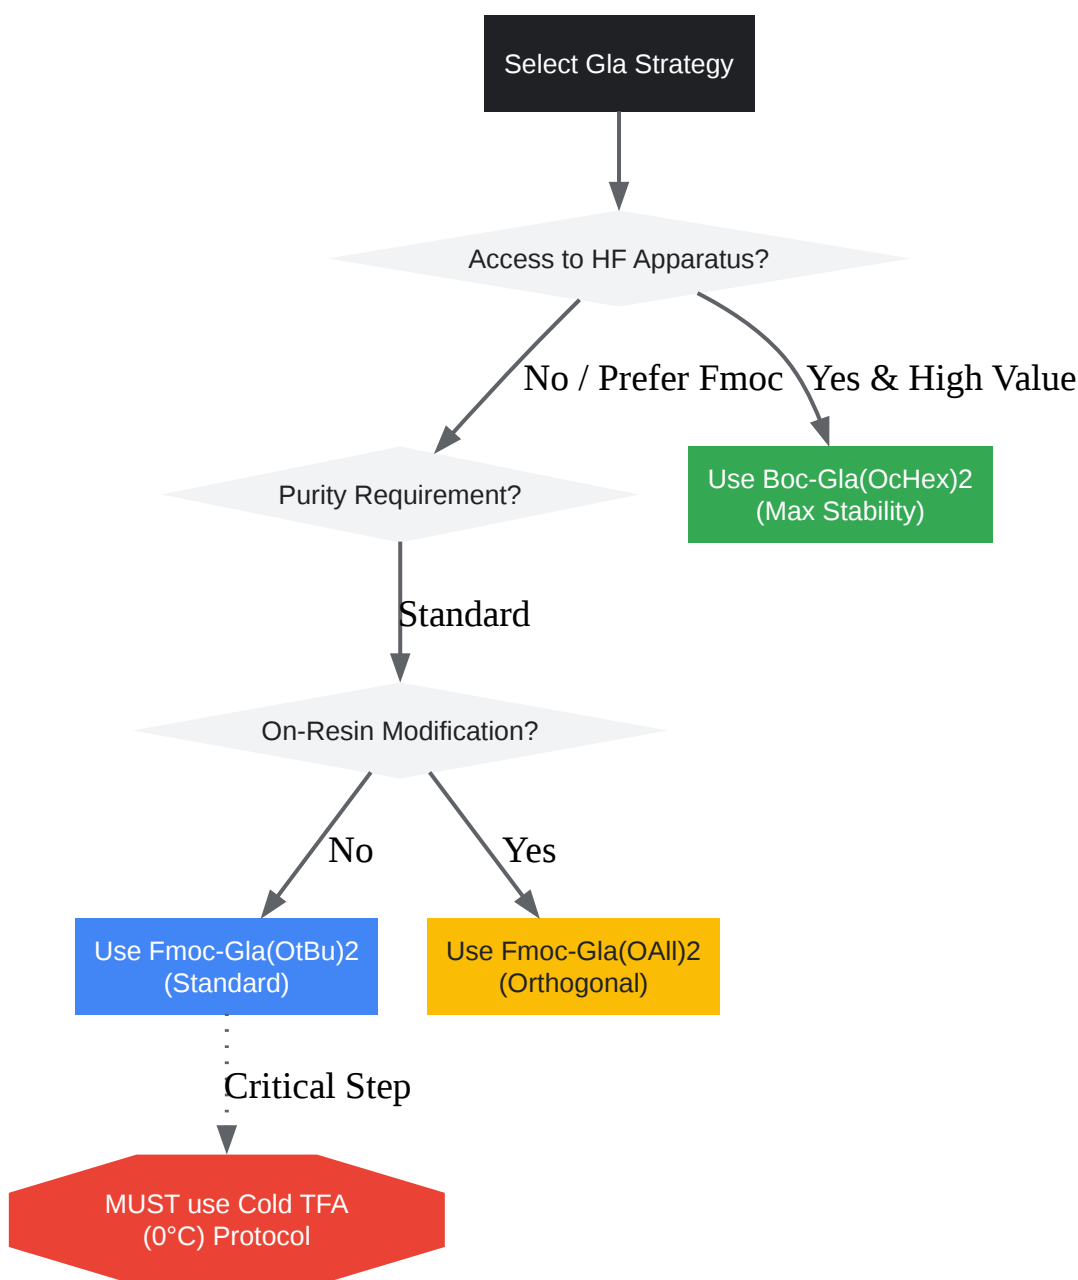 Select Gla Strategy
Access to HF Apparatus?
No / Prefer Fmoc
Yes & High Value
Purity Requirement?
Use Boc-Gla(OcHex)2
(Max Stability)
Standard
On-Resin Modification?
No
Yes
Use Fmoc-Gla(OtBu)2
(Standard)
Use Fmoc-Gla(OAll)2
(Orthogonal)
Critical Step
MUST use Cold TFA
(0°C) Protocol